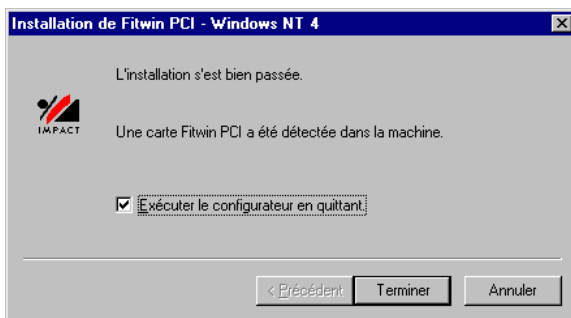 Installation de Fitwin PCI - Windows NT 4
L'installation s'est bien passée.
IMPACT
Une carte Fitwin PCI a été détectée dans la machine.
Exécuter le configurateur en quittant.
< Précédent
Terminer
Annuler